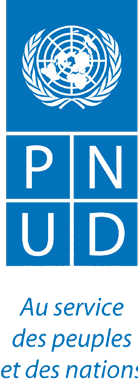 P N
U D
Au service
des peuples
et des nations